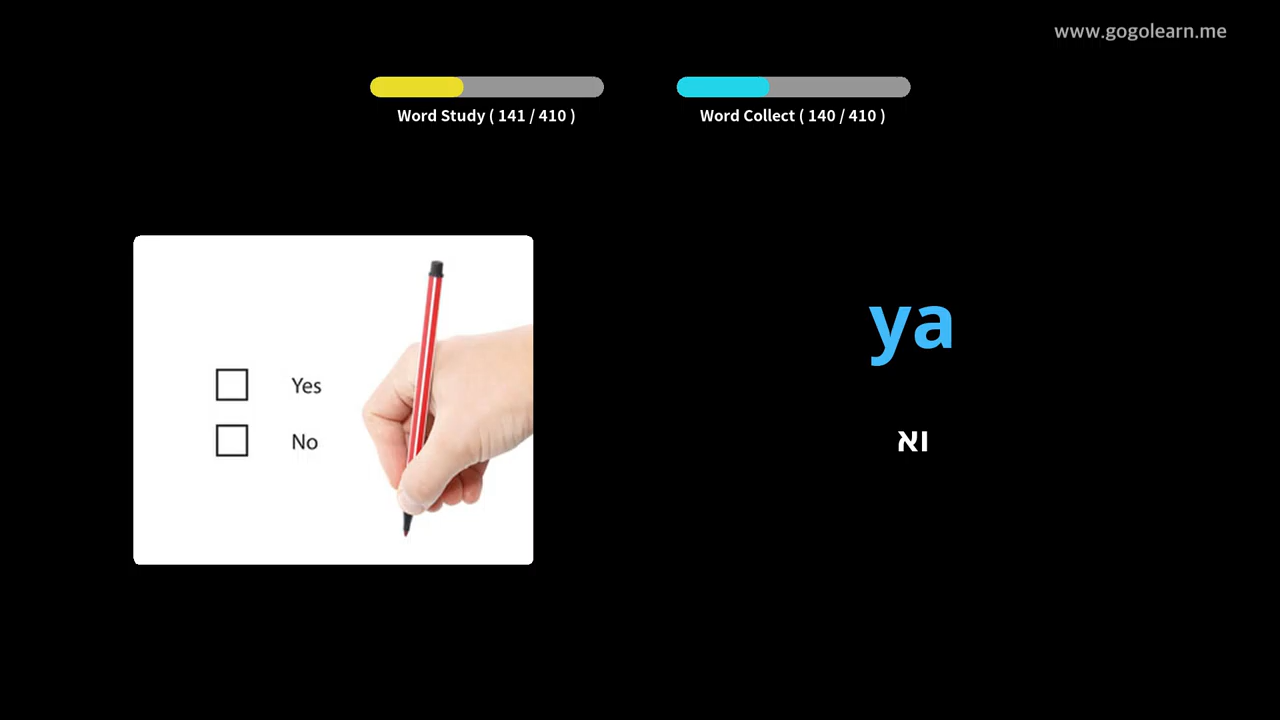 www.gogolearn.me
Word Study ( 141 / 410 )
Word Collect ( 140 / 410 )
Yes
No
ya
וא